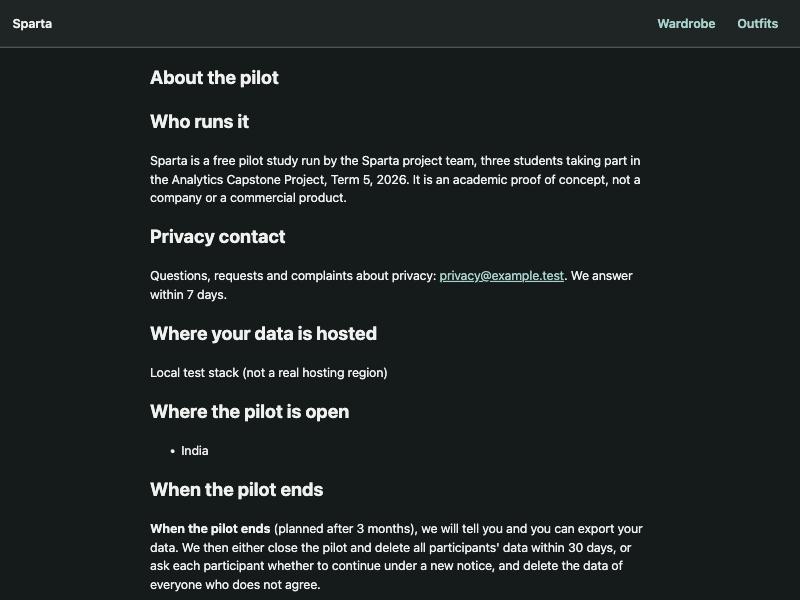 Sparta
Wardrobe
Outfits
About the pilot
Who runs it
Sparta is a free pilot study run by the Sparta project team, three students taking part in
the Analytics Capstone Project, Term 5, 2026. It is an academic proof of concept, not a
company or a commercial product.
Privacy contact
Questions, requests and complaints about privacy: privacy@example.test. We answer
within 7 days.
Where your data is hosted
Local test stack (not a real hosting region)
Where the pilot is open
• India
When the pilot ends
When the pilot ends (planned after 3 months), we will tell you and you can export your
data. We then either close the pilot and delete all participants' data within 30 days, or
ask each participant whether to continue under a new notice, and delete the data of
everyone who does not agree.